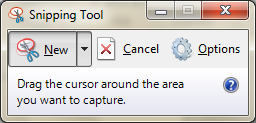 Snipping Tool
New Cancel Options
Drag the cursor around the area
you want to capture.